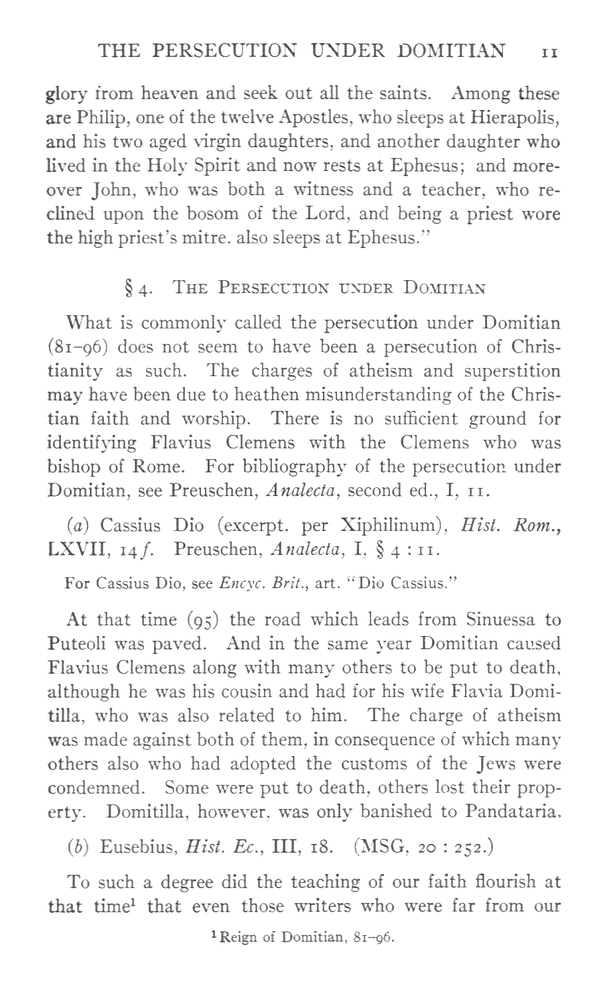 THE PERSECUTION UNDER DOMITIAN 11
glory from heaven and seek out all the saints. Among these
are Philip, one of the twelve Apostles, who sleeps at Hierapolis,
and his two aged virgin daughters, and another daughter who
lived in the Holy Spirit and now rests at Ephesus; and more-
over John, who was both a witness and a teacher, who re-
clined upon the bosom of the Lord, and being a priest wore
the high priest's mitre. also sleeps at Ephesus."
§ 4. The Persecution under Domitian
What is commonly called the persecution under Domitian
(81–96) does not seem to have been a persecution of Chris-
tianity as such. The charges of atheism and superstition
may have been due to heathen misunderstanding of the Chris-
tian faith and worship. There is no sufficient ground for
identifying Flavius Clemens with the Clemens who was
bishop of Rome. For bibliography of the persecution under
Domitian, see Preuschen, Analecta, second ed., I, 11.
(a) Cassius Dio (excerpt. per Xiphilinum), Hist. Rom.,
LXVII, 14 f. Preuschen, Analecta, I, § 4 : 11.
For Cassius Dio, see Encyc. Brit., art. "Dio Cassius."
At that time (95) the road which leads from Sinuessa to
Puteoli was paved. And in the same year Domitian caused
Flavius Clemens along with many others to be put to death,
although he was his cousin and had for his wife Flavia Domi-
tilla, who was also related to him. The charge of atheism
was made against both of them, in consequence of which many
others also who had adopted the customs of the Jews were
condemned. Some were put to death, others lost their prop-
erty. Domitilla, however, was only banished to Pandataria.
(b) Eusebius, Hist. Ec., III, 18. (MSG, 20 : 252.)
To such a degree did the teaching of our faith flourish at
that time¹ that even those writers who were far from our
¹ Reign of Domitian, 81–96.